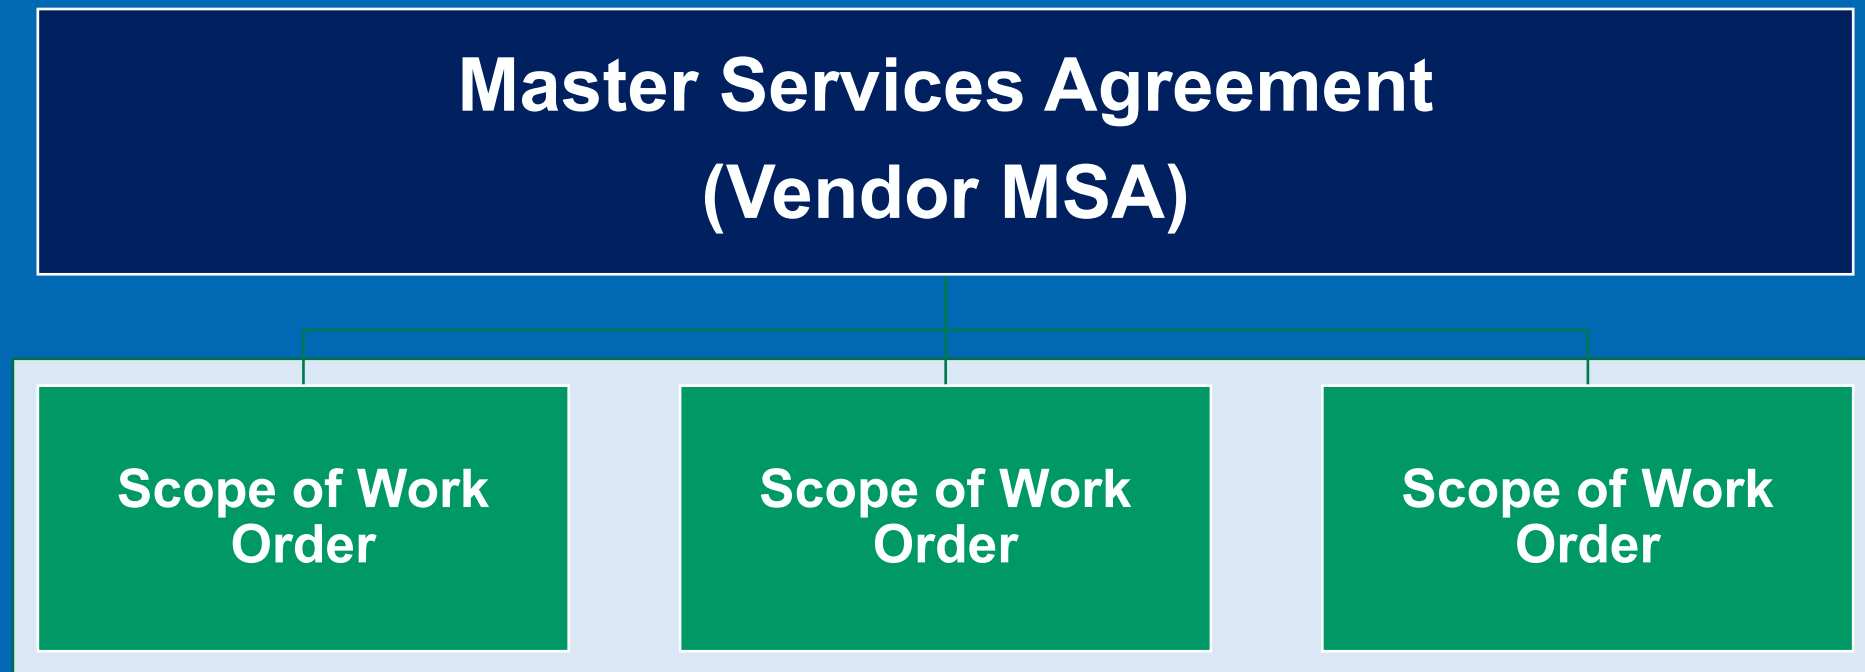 Master Services Agreement
(Vendor MSA)
Scope of Work
Order
Scope of Work
Order
Scope of Work
Order